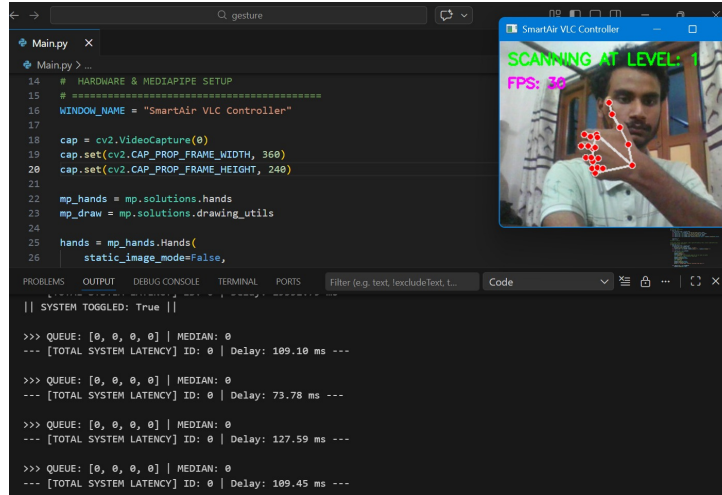 gesture
SmartAir VLC Controller
SCANNING AT LEVEL: 1
FPS: 30
Main.py
Main.py > ...
14 # HARDWARE & MEDIAPIPE SETUP
15 # ==========================================
16 WINDOW_NAME = "SmartAir VLC Controller"
17
18 cap = cv2.VideoCapture(0)
19 cap.set(cv2.CAP_PROP_FRAME_WIDTH, 360)
20 cap.set(cv2.CAP_PROP_FRAME_HEIGHT, 240)
21
22 mp_hands = mp.solutions.hands
23 mp_draw = mp.solutions.drawing_utils
24
25 hands = mp_hands.Hands(
26 static_image_mode=False,
PROBLEMS OUTPUT DEBUG CONSOLE TERMINAL PORTS Filter (e.g. text, !excludeText, t... Code
|| SYSTEM TOGGLED: True ||
>>> QUEUE: [0, 0, 0, 0] | MEDIAN: 0
--- [TOTAL SYSTEM LATENCY] ID: 0 | Delay: 109.10 ms ---
>>> QUEUE: [0, 0, 0, 0] | MEDIAN: 0
--- [TOTAL SYSTEM LATENCY] ID: 0 | Delay: 73.78 ms ---
>>> QUEUE: [0, 0, 0, 0] | MEDIAN: 0
--- [TOTAL SYSTEM LATENCY] ID: 0 | Delay: 127.59 ms ---
>>> QUEUE: [0, 0, 0, 0] | MEDIAN: 0
--- [TOTAL SYSTEM LATENCY] ID: 0 | Delay: 109.45 ms ---